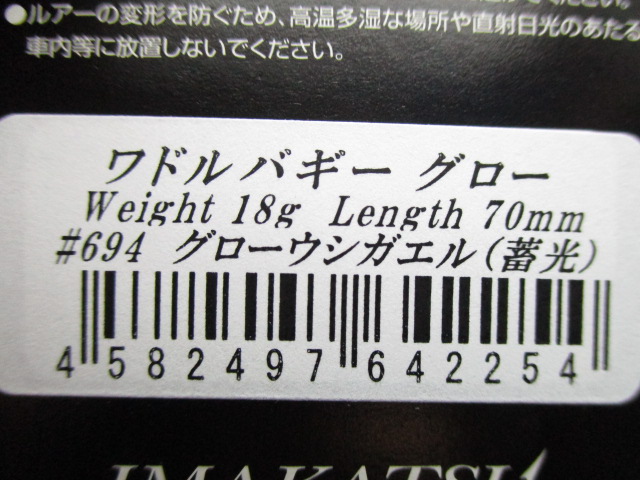 ●ルアーの変形を防ぐため、高温多湿な場所や直射日光のあたる
車内等に放置しないでください。
ワドルバギー グロー
Weight 18g Length 70mm
#694 グローウシガエル(蓄光)
4 582497 642254
IMAKATSU